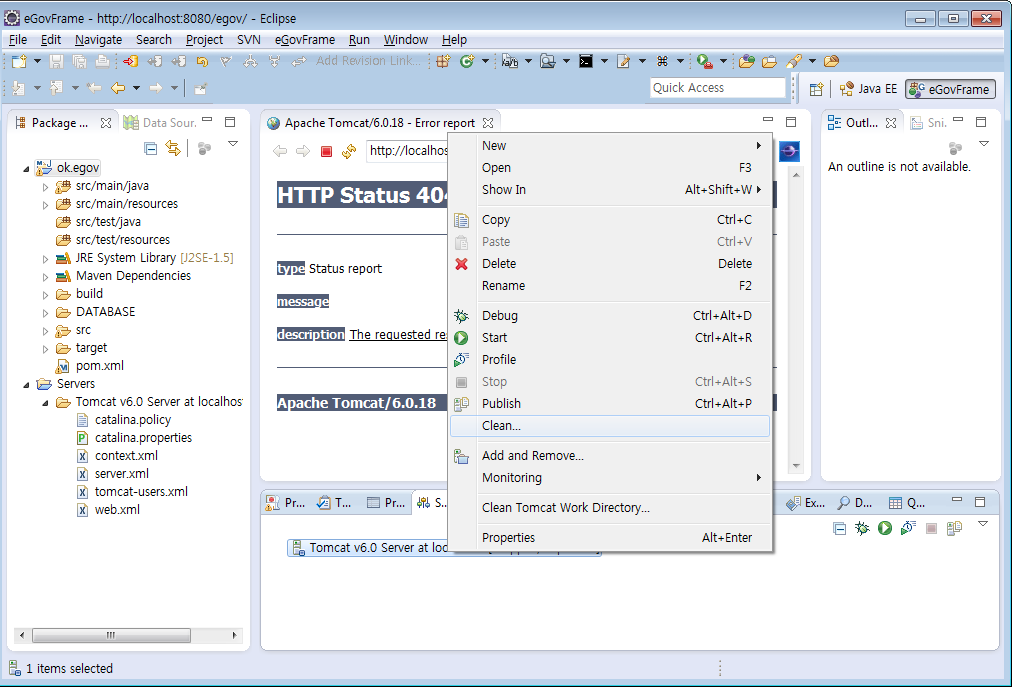 eGovFrame - http://localhost:8080/egov/ - Eclipse
File Edit Navigate Search Project SVN eGovFrame Run Window Help
Add Revision Link...
Quick Access
Java EE
eGovFrame
Package ...
Data Sour.
ok.egov
src/main/java
src/main/resources
src/test/java
src/test/resources
JRE System Library [J2SE-1.5]
Maven Dependencies
build
DATABASE
src
target
pom.xml
Servers
Tomcat v6.0 Server at localhos
catalina.policy
catalina.properties
context.xml
server.xml
tomcat-users.xml
web.xml
Apache Tomcat/6.0.18 - Error report
http://localhos
HTTP Status 404
type Status report
message
description The requested re
Apache Tomcat/6.0.18
New
Open F3
Show In Alt+Shift+W
Copy Ctrl+C
Paste Ctrl+V
Delete Delete
Rename F2
Debug Ctrl+Alt+D
Start Ctrl+Alt+R
Profile
Stop Ctrl+Alt+S
Publish Ctrl+Alt+P
Clean...
Add and Remove...
Monitoring
Clean Tomcat Work Directory...
Properties Alt+Enter
Outl...
Sni.
An outline is not available.
Pr... T... Pr... S.. Ex... D... Q...
Tomcat v6.0 Server at loc
1 items selected